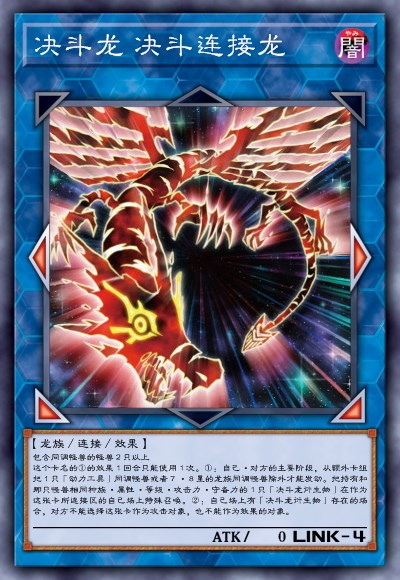 决斗龙 决斗连接龙
やみ
闇
【龙族／连接／效果】
包含同调怪兽的怪兽２只以上
这个卡名的①的效果１回合只能使用１次。①：自己·对方的主要阶段，从额外卡组
把１只「动力工具」同调怪兽或者７·８星的龙族同调怪兽除外才能发动。把持有和
那只怪兽相同种族·属性·等级·攻击力·守备力的１只「决斗龙衍生物」在作为
这张卡所连接区的自己场上特殊召唤。②：自己场上有「决斗龙衍生物」存在的场
合，对方不能选择这张卡作为攻击对象，也不能作为效果的对象。
ATK/ 0 LINK-4